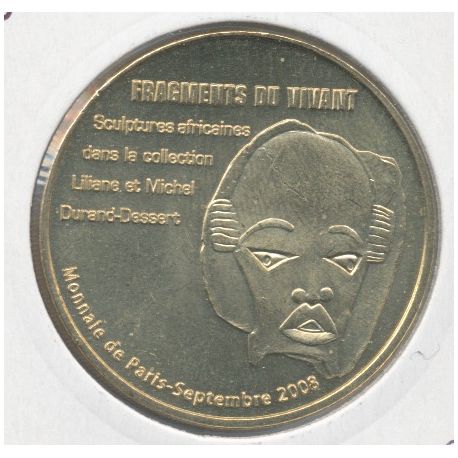 FRAGMENTS DU VIVANT
Sculptures africaines
dans la collection
Liliane et Michel
Durand-Dessert
Monnaie de Paris-Septembre 2008